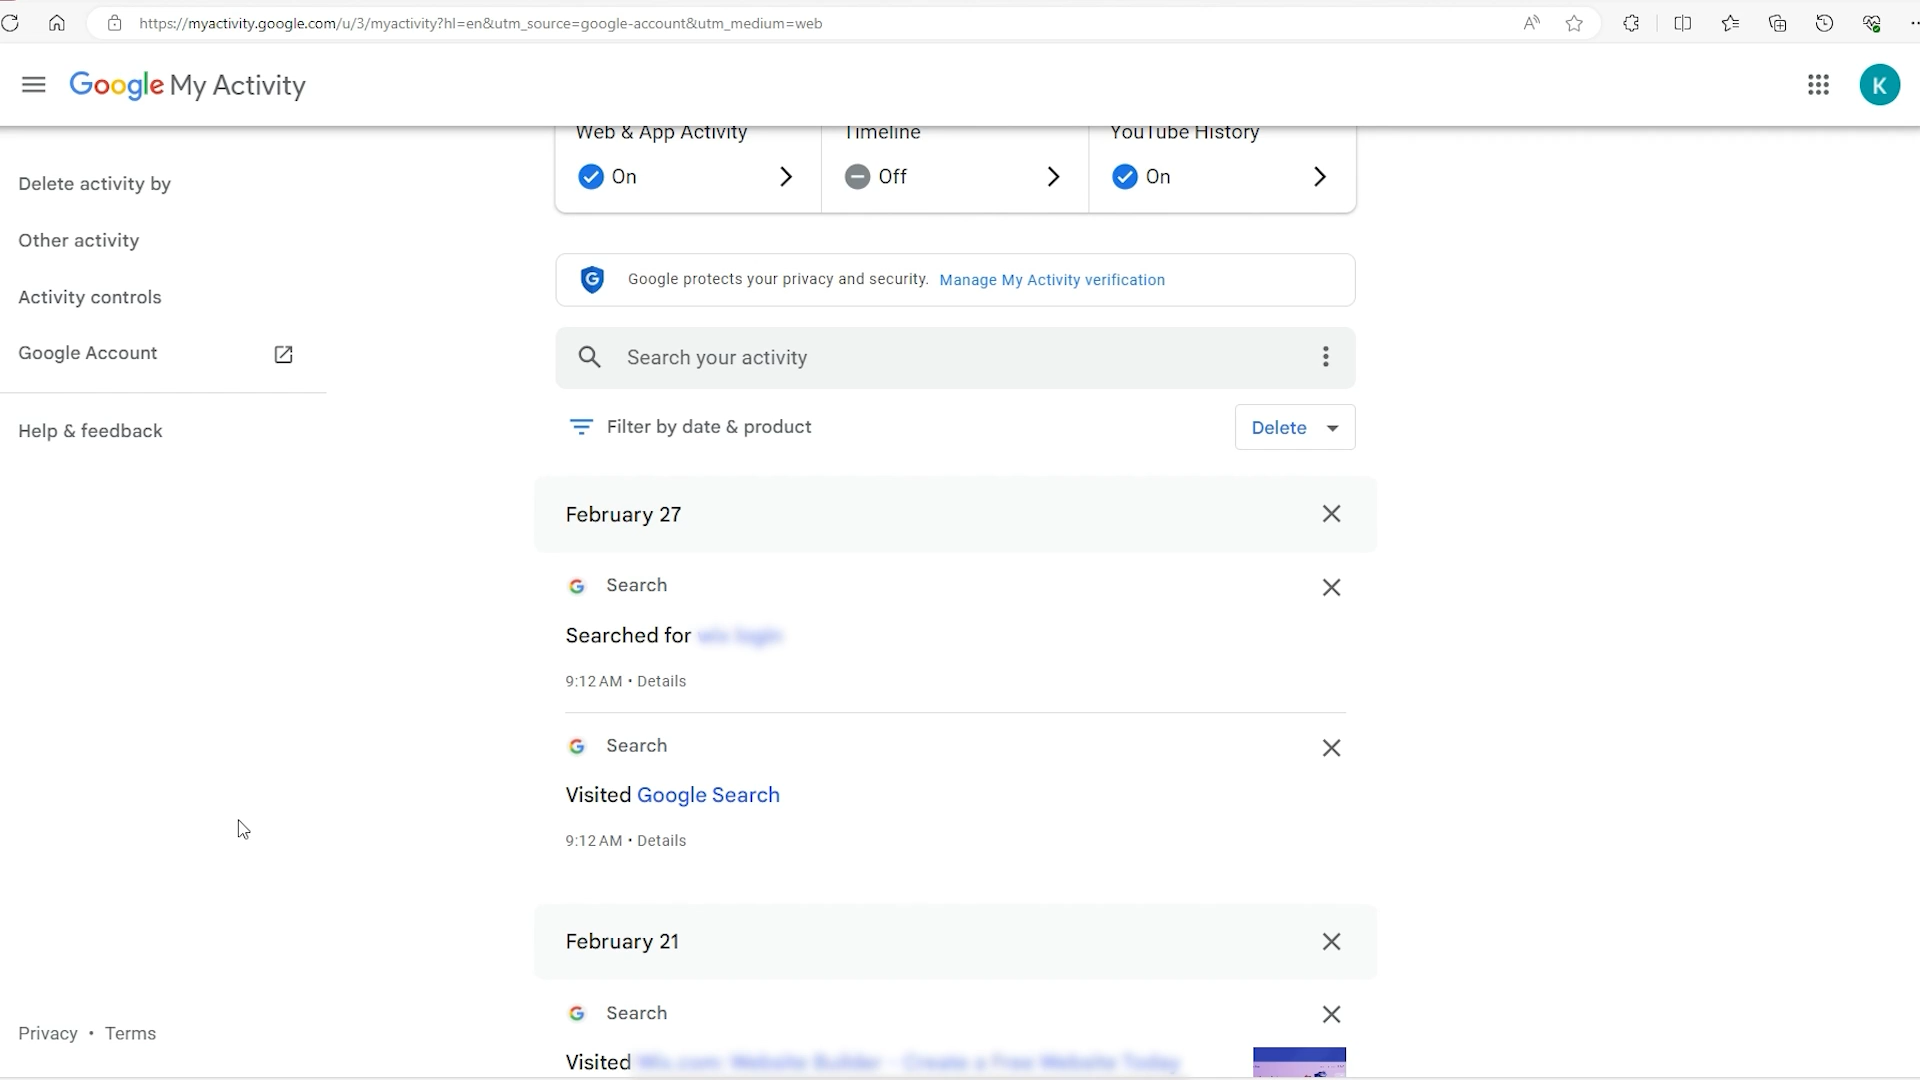 https://myactivity.google.com/u/3/myactivity?hl=en&utm_source=google-account&utm_medium=web
Google My Activity
K
Delete activity by
Other activity
Activity controls
Google Account
Help & feedback
Privacy • Terms
Web & App Activity
On
Timeline
Off
YouTube History
On
Google protects your privacy and security. Manage My Activity verification
Search your activity
Filter by date & product
Delete
February 27
Search
Searched for
9:12 AM • Details
Search
Visited Google Search
9:12 AM • Details
February 21
Search
Visited